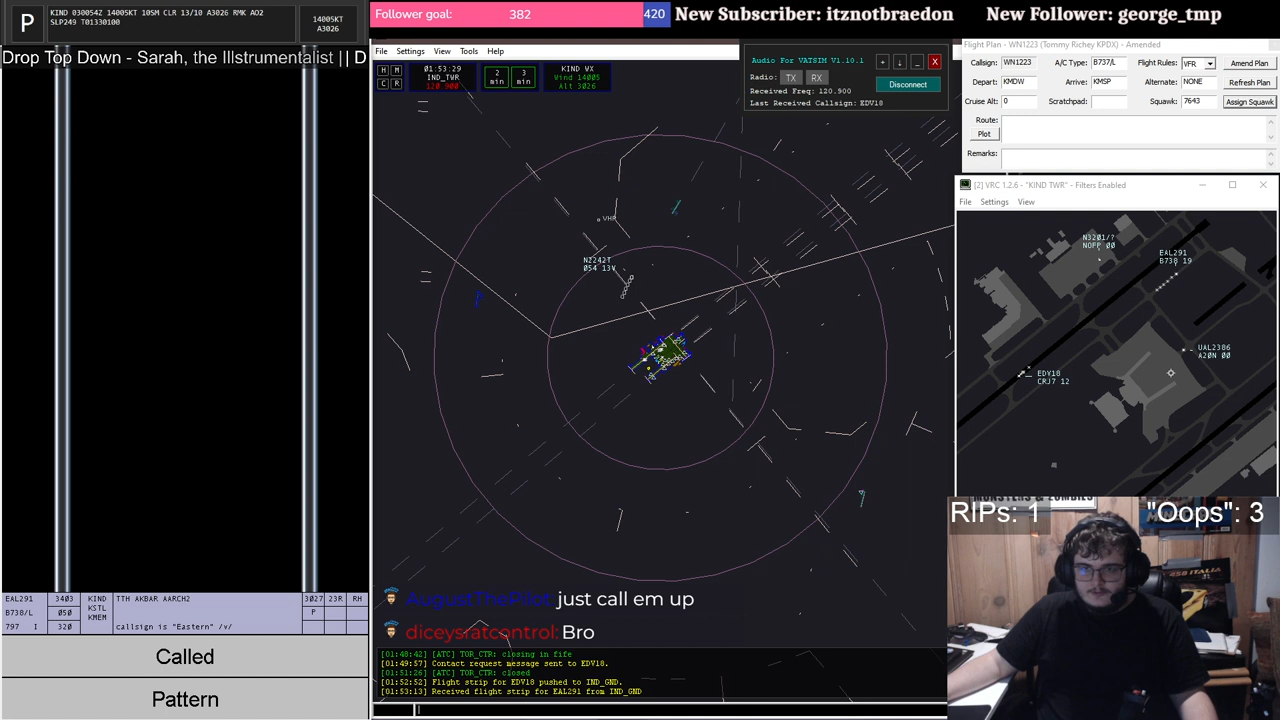 P
KIND 030054Z 14005KT 10SM CLR 13/10 A3026 RMK AO2
SLP249 T01330100
14005KT
A3026
Drop Top Down - Sarah, the Illstrumentalist || D
Follower goal:
382
420
New Subscriber: itznotbraedon
New Follower: george_tmp
File Settings View Tools Help
H M
C R
01:53:29
IND_TWR
120.900
2
min
3
min
KIND WX
Wind 14005
Alt 3026
Audio For VATSIM V1.10.1
+ ↓ _ X
Radio: TX RX
Received Freq: 120.900
Last Received Callsign: EDV18
Disconnect
Flight Plan - WN1223 (Tommy Richey KPDX) - Amended
Callsign: WN1223 A/C Type: B737/L Flight Rules: VFR Amend Plan
Depart: KMDW Arrive: KMSP Alternate: NONE Refresh Plan
Cruise Alt: 0 Scratchpad: Squawk: 7643 Assign Squawk
Route:
Plot
Remarks:
[2] VRC 1.2.6 - "KIND TWR" - Filters Enabled
File Settings View
N3201/?
NOFP 00
EAL291
B738 19
UAL2386
A20N 00
EDV18
CRJ7 12
VHP
N2242T
054 13V
RIPs: 1
"Oops": 3
EAL291 3403 KIND TTH AKBAR AARCH2 3027 23R RH
B738/L 050 KSTL P
797 I 320 KMEM callsign is "Eastern" /v/
Called
Pattern
AugustThePilot: just call em up
diceysratcontrol: Bro
[01:48:42] [ATC] TOR_CTR: closing in fife
[01:49:57] Contact request message sent to EDV18.
[01:51:26] [ATC] TOR_CTR: closed
[01:52:52] Flight strip for EDV18 pushed to IND_GND.
[01:53:13] Received flight strip for EAL291 from IND_GND